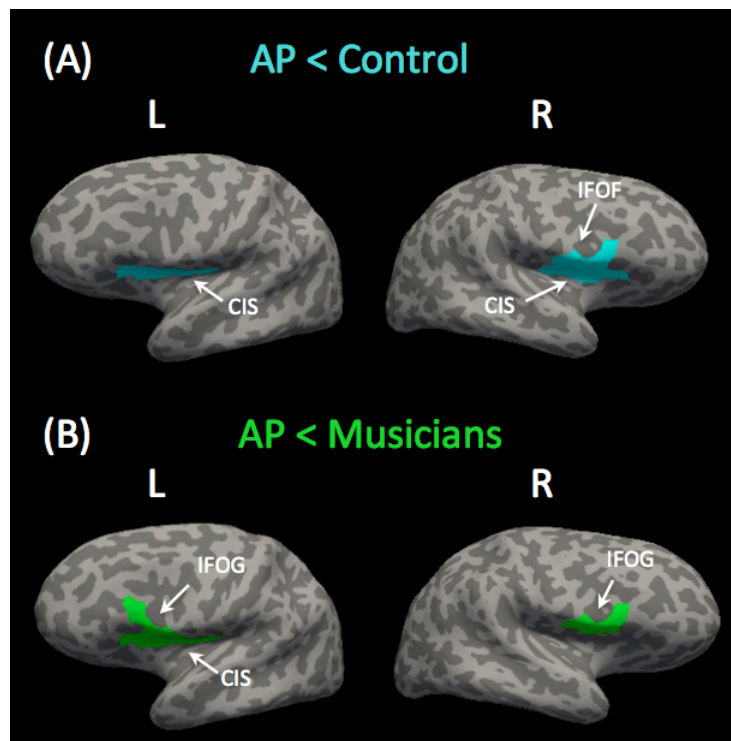 (A) AP < Control
L R
IFOF
CIS CIS
(B) AP < Musicians
L R
IFOG IFOG
CIS